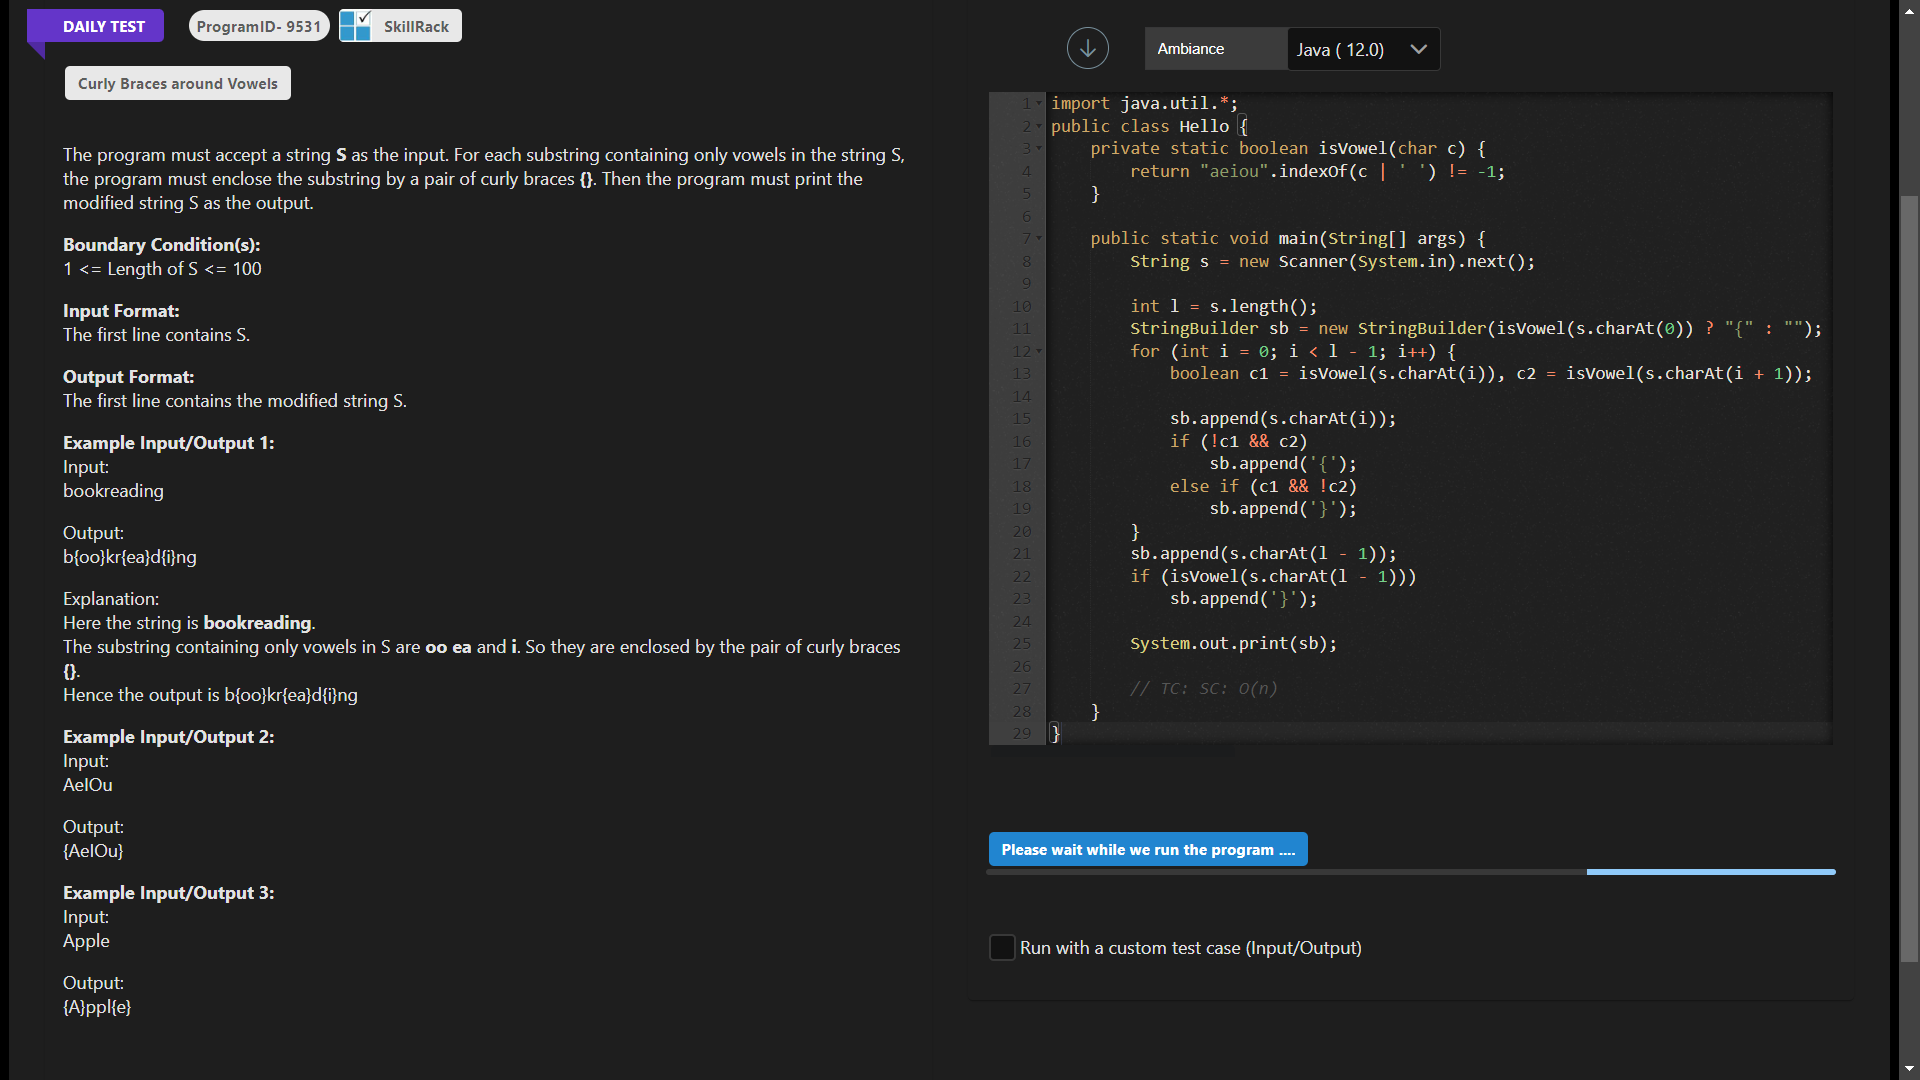 DAILY TEST
ProgramID- 9531
SkillRack
Curly Braces around Vowels
The program must accept a string S as the input. For each substring containing only vowels in the string S,
the program must enclose the substring by a pair of curly braces {}. Then the program must print the
modified string S as the output.
Boundary Condition(s):
1 <= Length of S <= 100
Input Format:
The first line contains S.
Output Format:
The first line contains the modified string S.
Example Input/Output 1:
Input:
bookreading
Output:
b{oo}kr{ea}d{i}ng
Explanation:
Here the string is bookreading.
The substring containing only vowels in S are oo ea and i. So they are enclosed by the pair of curly braces
{}.
Hence the output is b{oo}kr{ea}d{i}ng
Example Input/Output 2:
Input:
AeIOu
Output:
{AeIOu}
Example Input/Output 3:
Input:
Apple
Output:
{A}ppl{e}
Ambiance
Java ( 12.0)
1 import java.util.*;
2 public class Hello {
3     private static boolean isVowel(char c) {
4         return "aeiou".indexOf(c | ' ') != -1;
5     }
6
7     public static void main(String[] args) {
8         String s = new Scanner(System.in).next();
9
10         int l = s.length();
11         StringBuilder sb = new StringBuilder(isVowel(s.charAt(0)) ? "{" : "");
12         for (int i = 0; i < l - 1; i++) {
13             boolean c1 = isVowel(s.charAt(i)), c2 = isVowel(s.charAt(i + 1));
14
15             sb.append(s.charAt(i));
16             if (!c1 && c2)
17                 sb.append('{');
18             else if (c1 && !c2)
19                 sb.append('}');
20         }
21         sb.append(s.charAt(l - 1));
22         if (isVowel(s.charAt(l - 1)))
23             sb.append('}');
24
25         System.out.print(sb);
26
27         // TC: SC: O(n)
28     }
29 }
Please wait while we run the program ....
Run with a custom test case (Input/Output)